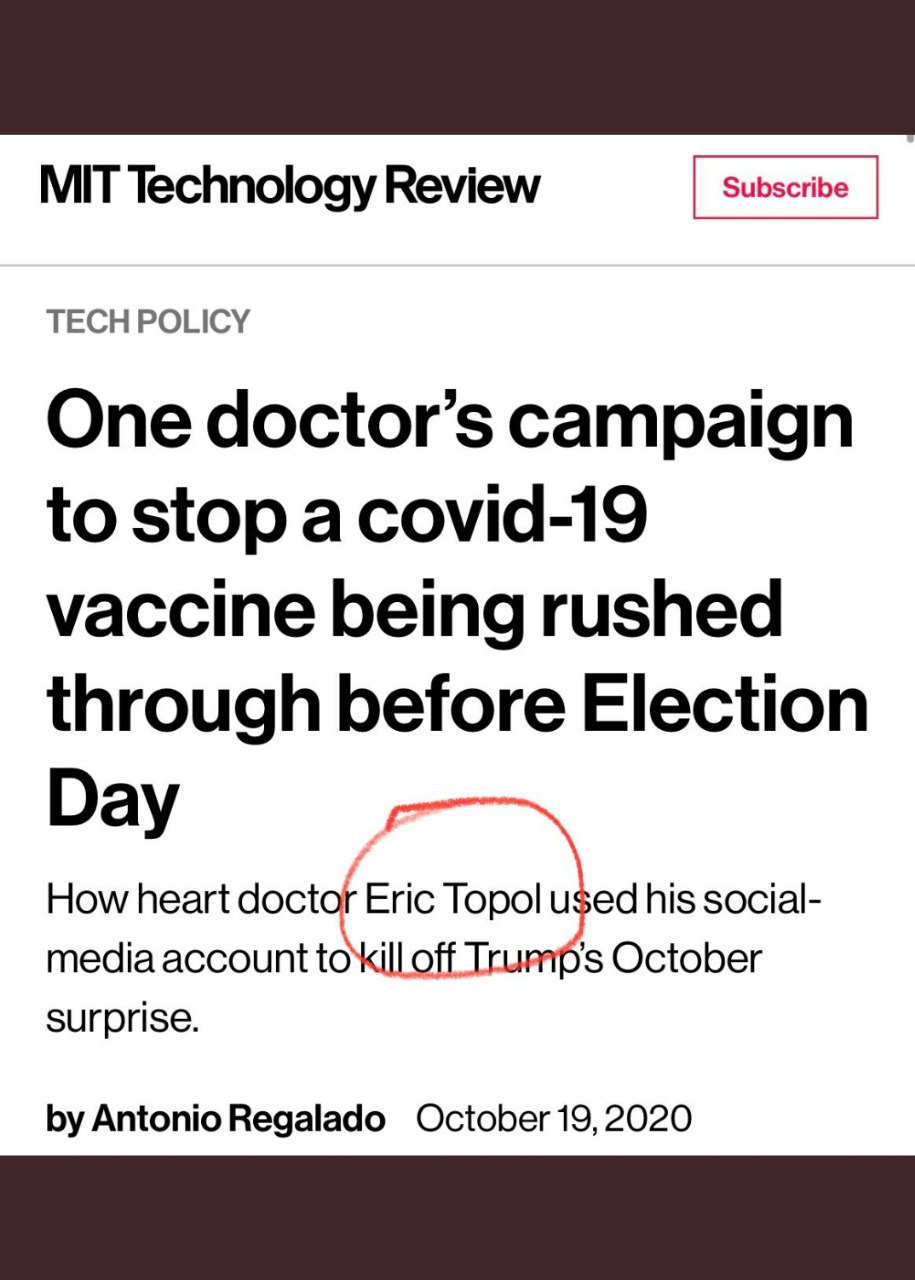 MIT Technology Review
Subscribe
TECH POLICY
One doctor’s campaign
to stop a covid-19
vaccine being rushed
through before Election
Day
How heart doctor Eric Topol used his social-
media account to kill off Trump’s October
surprise.
by Antonio Regalado October 19, 2020